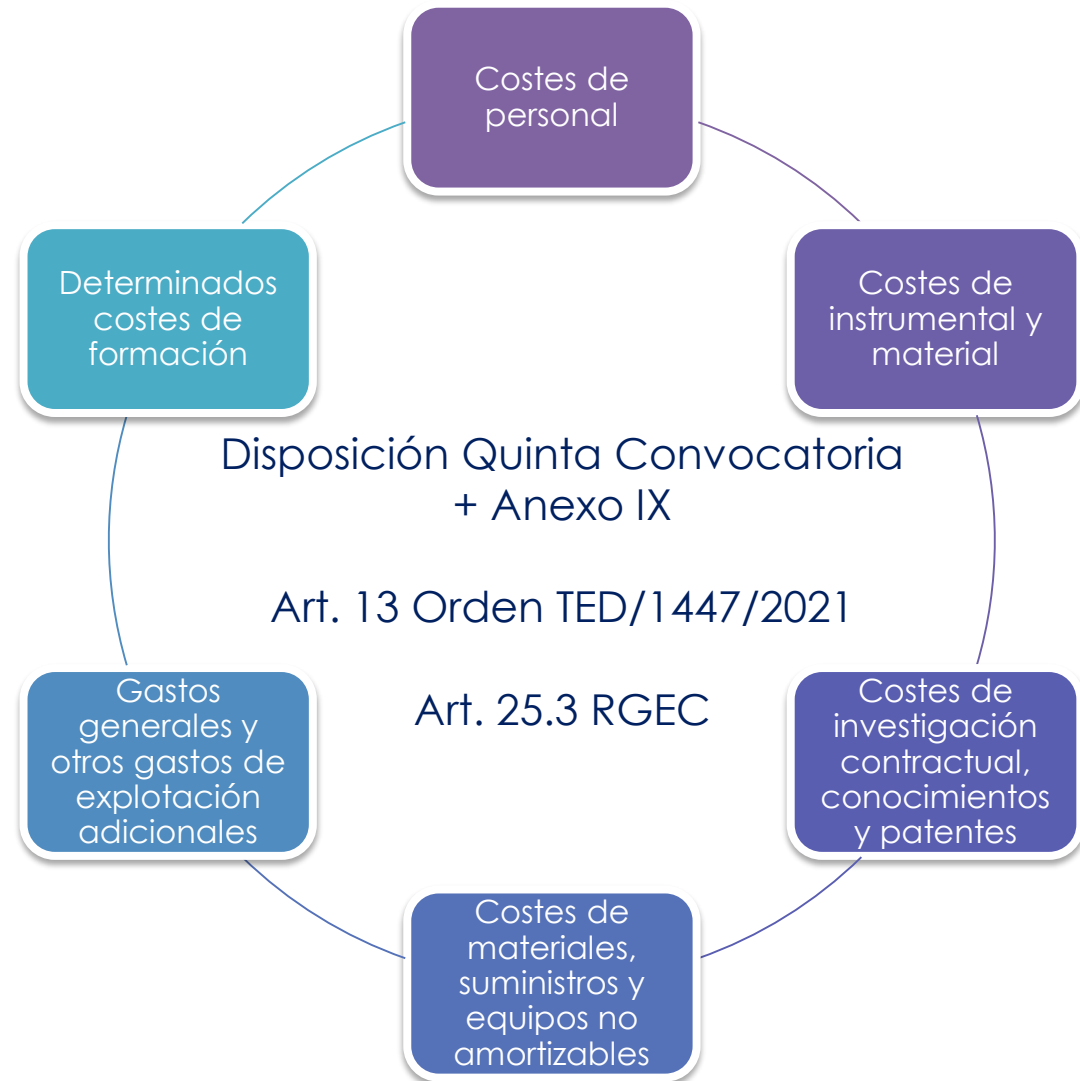 Costes de
personal
Determinados
costes de
formación
Costes de
instrumental y
material
Disposición Quinta Convocatoria
+ Anexo IX
Art. 13 Orden TED/1447/2021
Art. 25.3 RGEC
Gastos
generales y
otros gastos de
explotación
adicionales
Costes de
investigación
contractual,
conocimientos
y patentes
Costes de
materiales,
suministros y
equipos no
amortizables